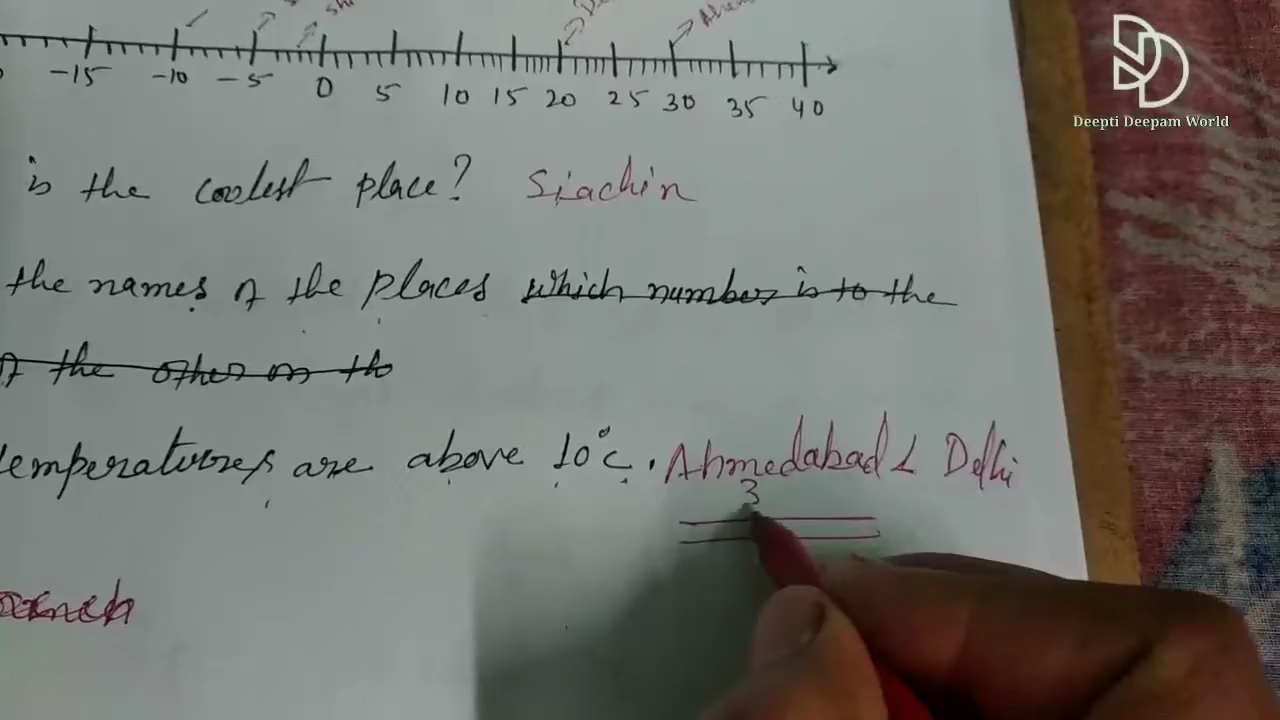 -15 -10 -5 0 5 10 15 20 25 30 35 40
Deepti Deepam World
is the coolest place? Siachin
the names of the places which number is to the
of the other on th
temperatures are above 10°c. Ahmedabad & Delhi
3